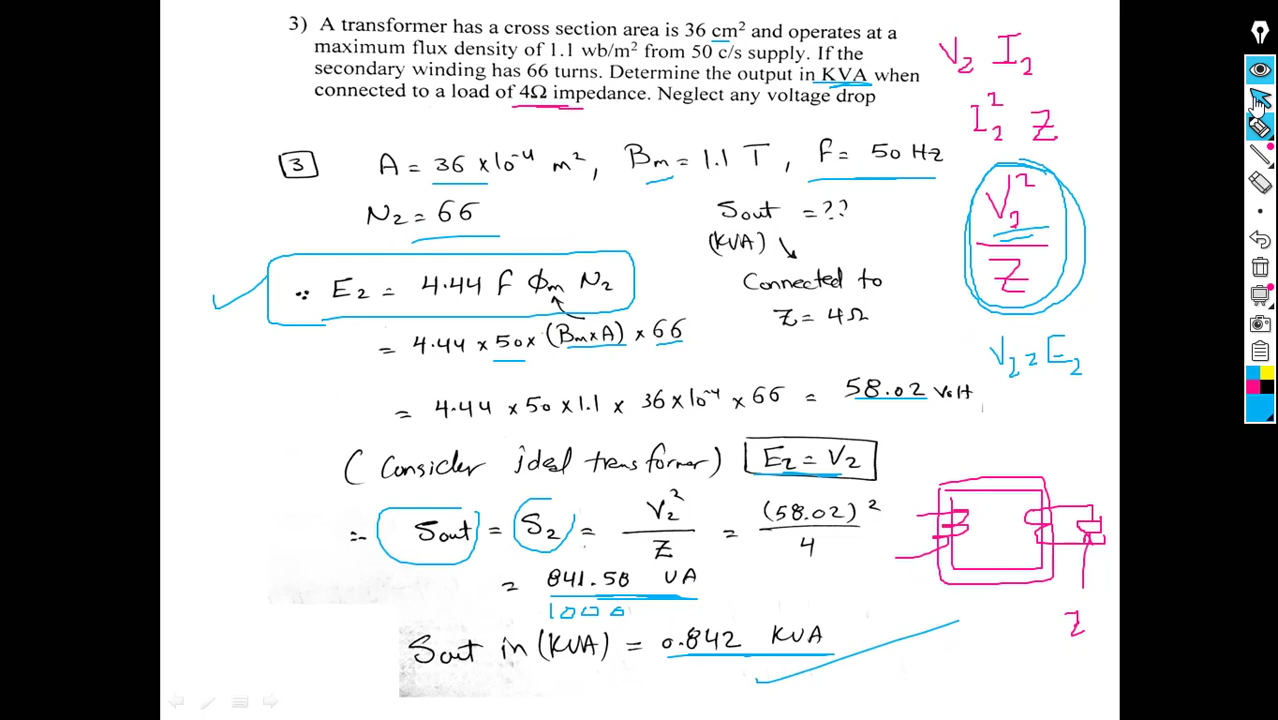 3) A transformer has a cross section area is 36 cm² and operates at a
maximum flux density of 1.1 wb/m² from 50 c/s supply. If the
secondary winding has 66 turns. Determine the output in KVA when
connected to a load of 4Ω impedance. Neglect any voltage drop
V₂ I₂
I₂² Z
3 A = 36 × 10⁻⁴ m², Bm = 1.1 T, f = 50 Hz
V₂²
Z
N₂ = 66
Sout = ??
(KVA)
Connected to
Z = 4Ω
∵ E₂ = 4.44 f Φm N₂
= 4.44 × 50 × (Bm×A) × 66
V₂ = E₂
= 4.44 × 50 × 1.1 × 36×10⁻⁴ × 66 = 58.02 Volt
(Consider ideal transformer) E₂ = V₂
∴ Sout = S₂ = V₂² / Z = (58.02)² / 4
= 841.58 VA
1000
Z
Sout in (KVA) = 0.842 KVA